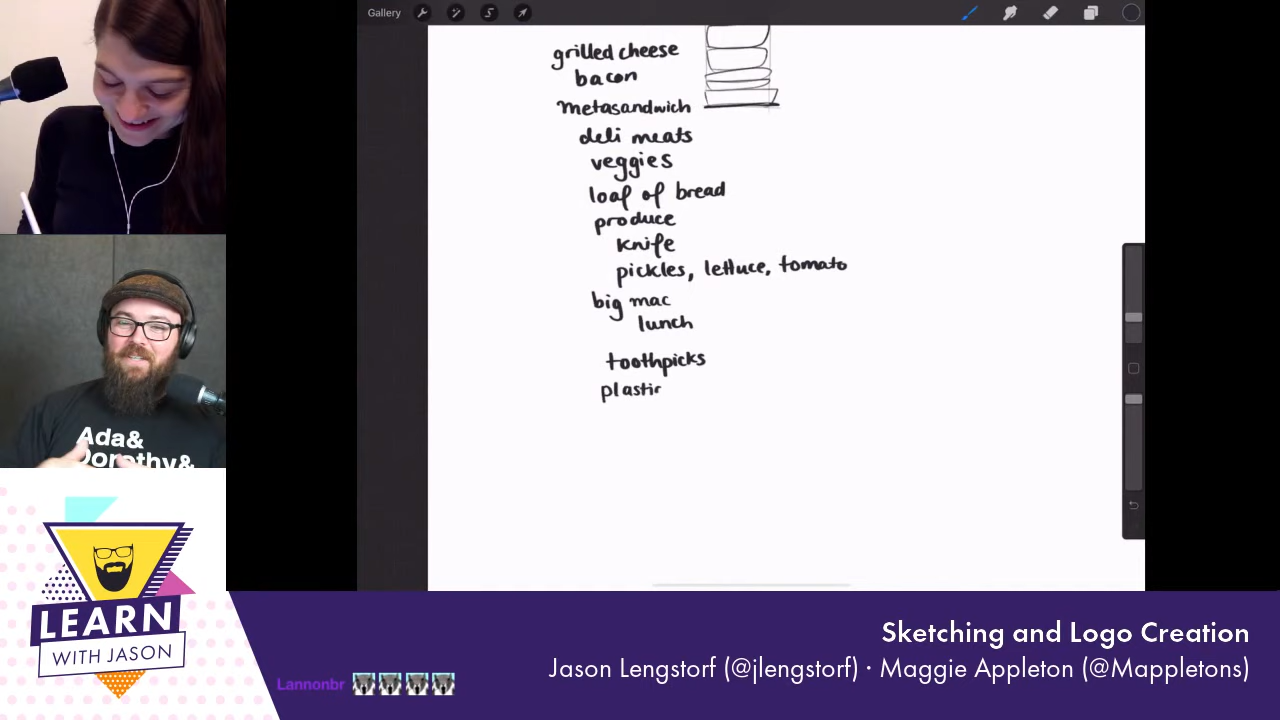 Gallery
grilled cheese
bacon
metasandwich
deli meats
veggies
loaf of bread
produce
knife
pickles, lettuce, tomato
big mac
lunch
toothpicks
plastic
Ada&
Dorothy&
LEARN
WITH JASON
Sketching and Logo Creation
Jason Lengstorf (@jlengstorf) · Maggie Appleton (@Mappletons)
Lannonbr